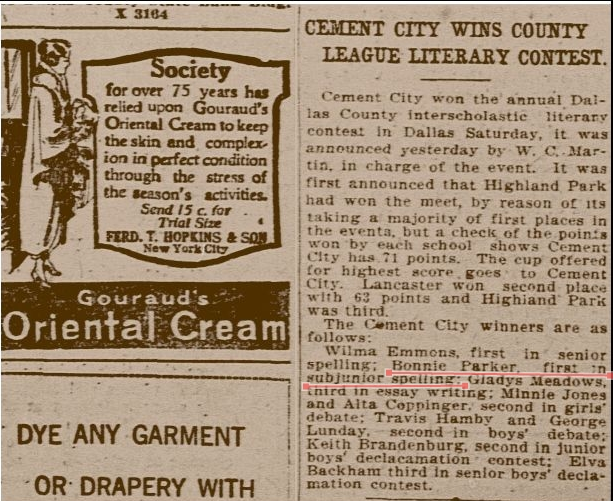 X 3164
Society
for over 75 years has
relied upon Gouraud's
Oriental Cream to keep
the skin and complex-
ion in perfect condition
through the stress of
the season's activities.
Send 15 c. for
Trial Size
FERD. T. HOPKINS & SON
New York City
Gouraud's
Oriental Cream
DYE ANY GARMENT
OR DRAPERY WITH
CEMENT CITY WINS COUNTY
LEAGUE LITERARY CONTEST.
Cement City won the annual Dal-
las County interscholastic literary
contest in Dallas Saturday, it was
announced yesterday by W. C. Mar-
tin, in charge of the event. It was
first announced that Highland Park
had won the meet, by reason of its
taking a majority of first places in
the events, but a check of the points
won by each school shows Cement
City has 71 points. The cup offered
for highest score goes to Cement
City. Lancaster won second place
with 63 points and Highland Park
was third.
The Cement City winners are as
follows:
Wilma Emmons, first in senior
spelling; Bonnie Parker, first in
subjunior spelling; Gladys Meadows,
third in essay writing; Minnie Jones
and Alta Coppinger, second in girls'
debate; Travis Hamby and George
Lunday, second in boys' debate;
Keith Brandenburg, second in junior
boys' declacamation contest; Elva
Backham third in senior boys' decla-
mation contest.